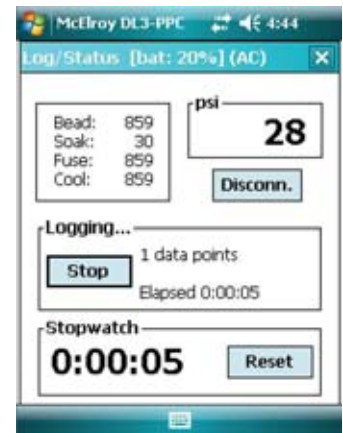 McElroy DL3-PPC 4:44
Log/Status [bat: 20%] (AC)
Bead: 859
Soak: 30
Fuse: 859
Cool: 859
psi
28
Disconn.
Logging...
Stop
1 data points
Elapsed 0:00:05
Stopwatch
0:00:05
Reset